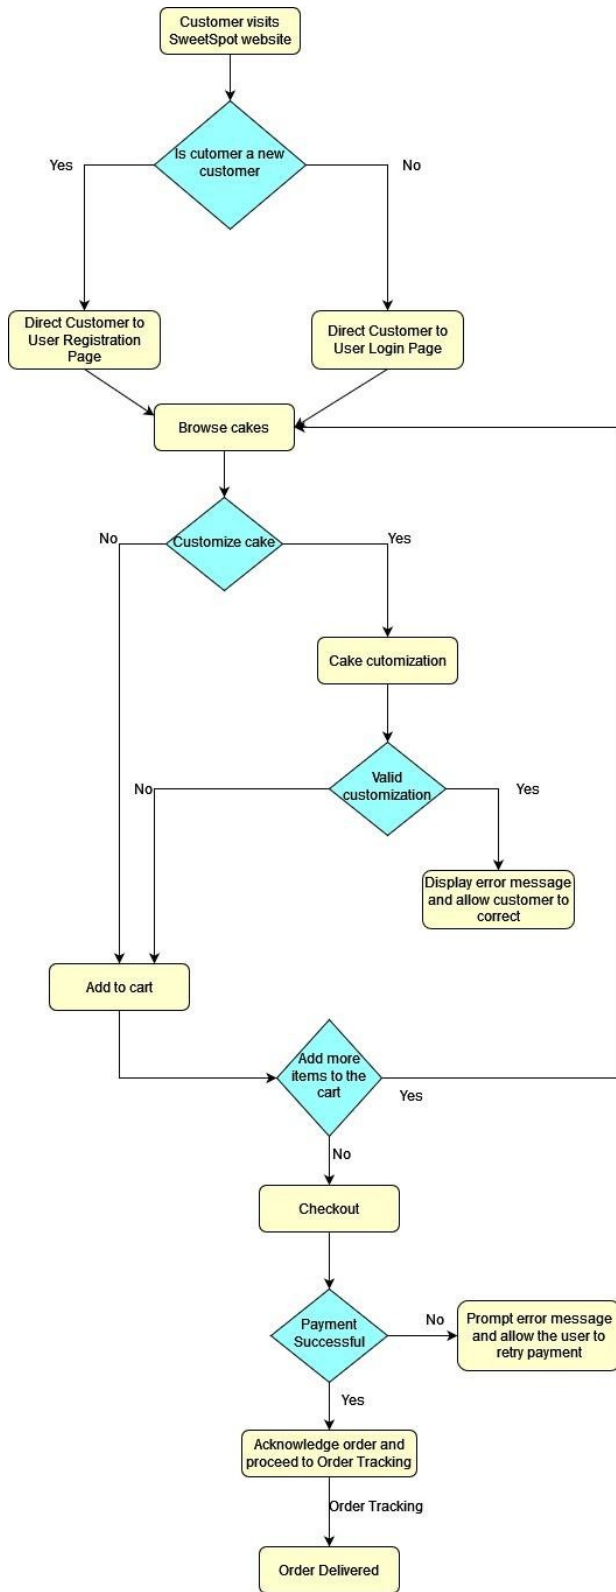 Customer visits
SweetSpot website
Is cutomer a new
customer
Yes
No
Direct Customer to
User Registration
Page
Direct Customer to
User Login Page
Browse cakes
No
Customize cake
Yes
Cake cutomization
No
Valid
customization
Yes
Display error message
and allow customer to
correct
Add to cart
Add more
items to the
cart
Yes
No
Checkout
Payment
Successful
No
Prompt error message
and allow the user to
retry payment
Yes
Acknowledge order and
proceed to Order Tracking
Order Tracking
Order Delivered